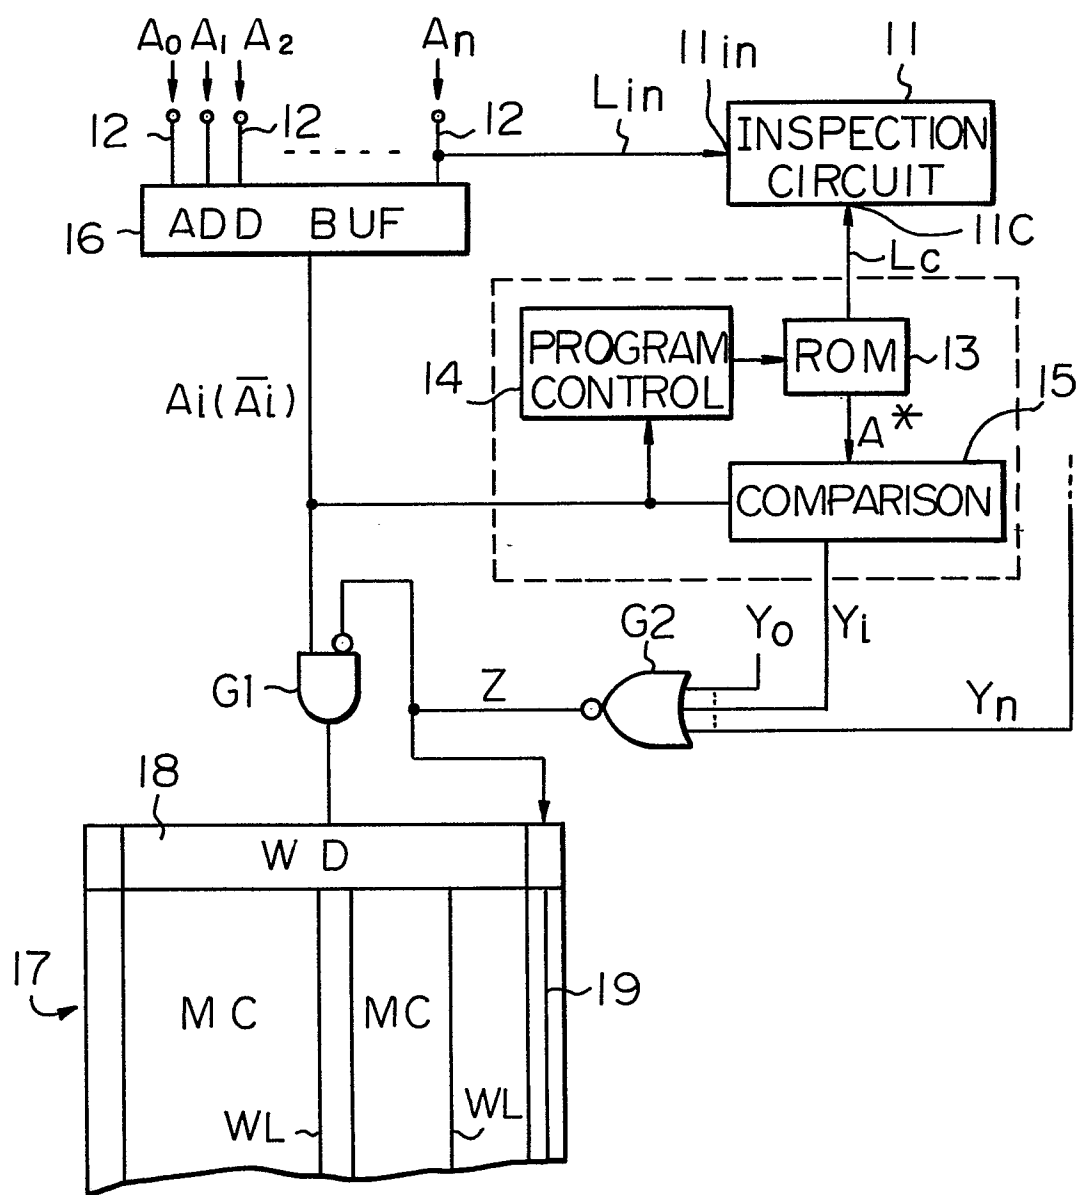 A0 A1 A2 An
11in 11
12 12 12 Lin
INSPECTION
CIRCUIT
16 ADD BUF
11C
Lc
PROGRAM
CONTROL
ROM 13
14
15
Ai(A̅i̅)
A*
COMPARISON
G2 Y0 Yi
G1 Z Yn
18
WD
17
MC MC 19
WL WL